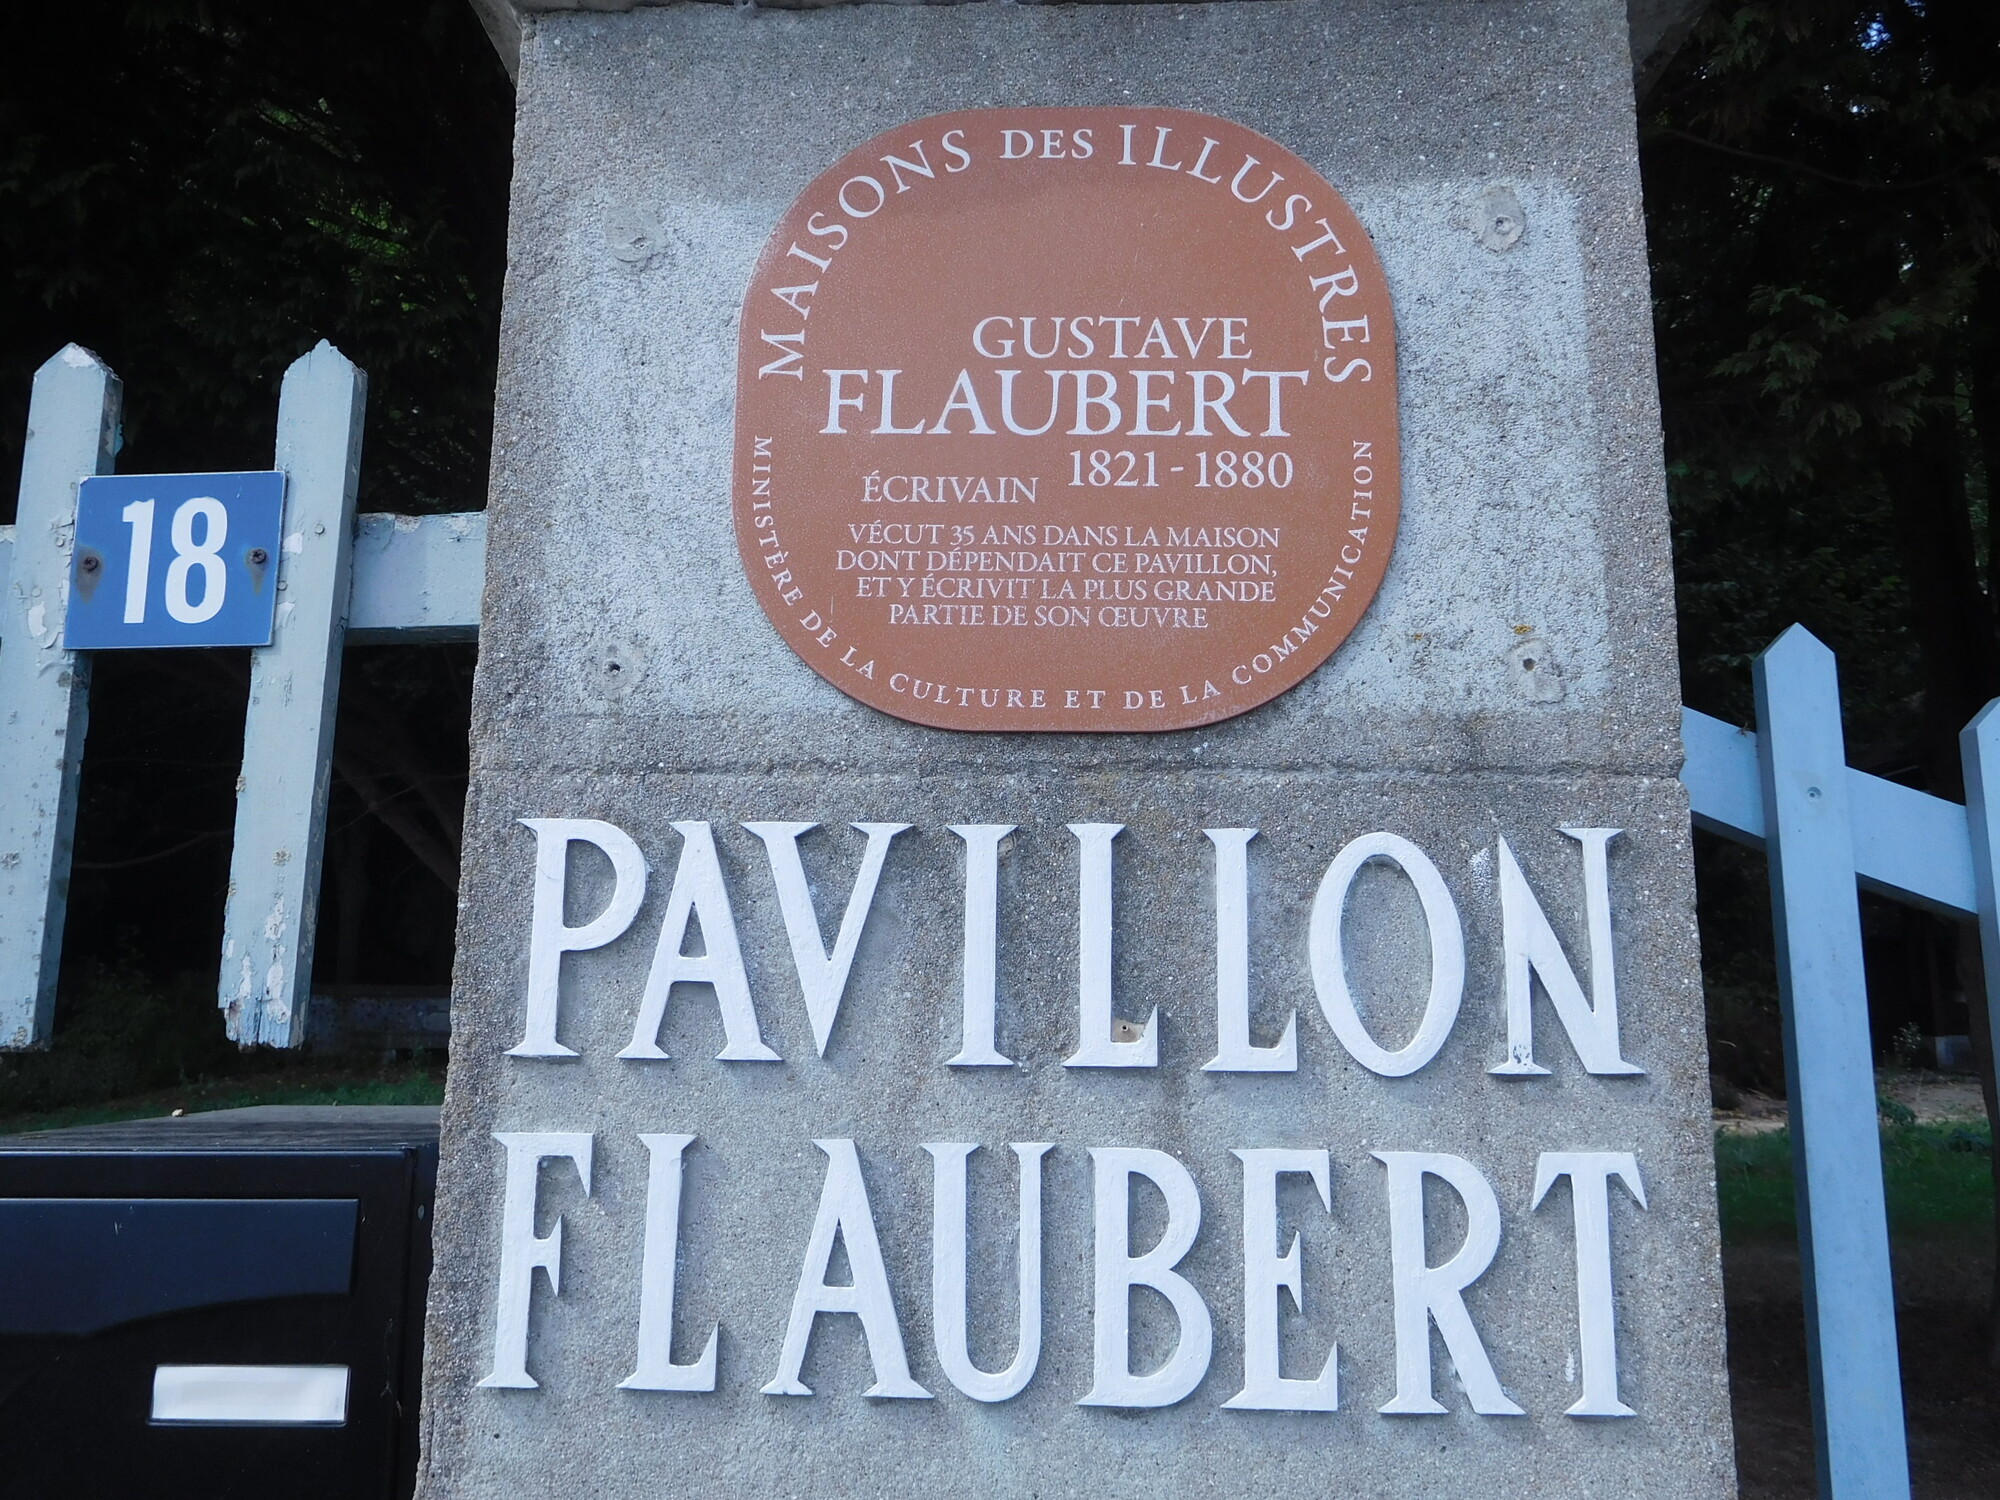 MAISONS DES ILLUSTRES
GUSTAVE
FLAUBERT
1821-1880
ÉCRIVAIN
VÉCUT 35 ANS DANS LA MAISON
DONT DÉPENDAIT CE PAVILLON,
ET Y ÉCRIVIT LA PLUS GRANDE
PARTIE DE SON ŒUVRE
MINISTÈRE DE LA CULTURE ET DE LA COMMUNICATION
18
PAVILLON
FLAUBERT